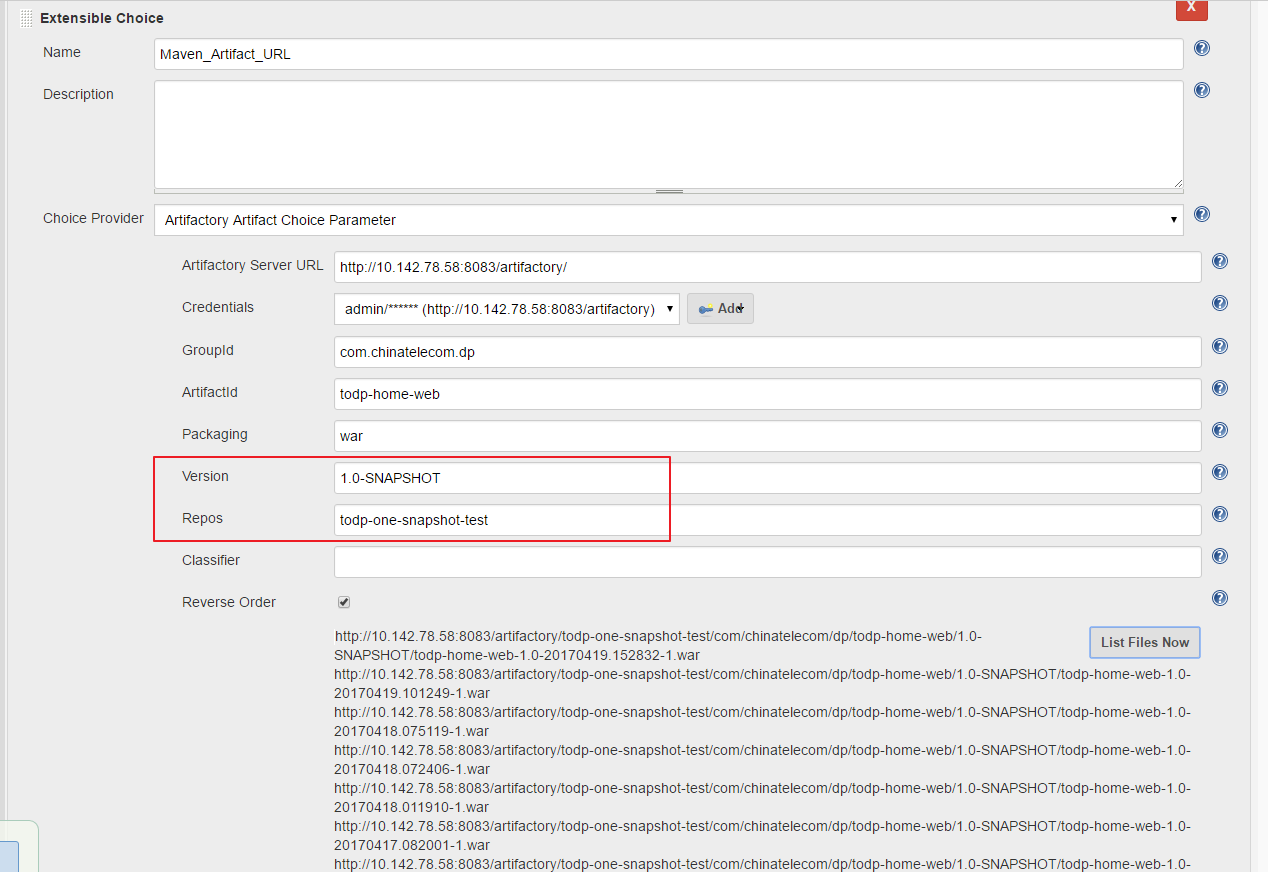 Extensible Choice
X
Name
Maven_Artifact_URL
Description
Choice Provider
Artifactory Artifact Choice Parameter
Artifactory Server URL
http://10.142.78.58:8083/artifactory/
Credentials
admin/****** (http://10.142.78.58:8083/artifactory)
Add
GroupId
com.chinatelecom.dp
ArtifactId
todp-home-web
Packaging
war
Version
1.0-SNAPSHOT
Repos
todp-one-snapshot-test
Classifier
Reverse Order
http://10.142.78.58:8083/artifactory/todp-one-snapshot-test/com/chinatelecom/dp/todp-home-web/1.0-
SNAPSHOT/todp-home-web-1.0-20170419.152832-1.war
List Files Now
http://10.142.78.58:8083/artifactory/todp-one-snapshot-test/com/chinatelecom/dp/todp-home-web/1.0-SNAPSHOT/todp-home-web-1.0-
20170419.101249-1.war
http://10.142.78.58:8083/artifactory/todp-one-snapshot-test/com/chinatelecom/dp/todp-home-web/1.0-SNAPSHOT/todp-home-web-1.0-
20170418.075119-1.war
http://10.142.78.58:8083/artifactory/todp-one-snapshot-test/com/chinatelecom/dp/todp-home-web/1.0-SNAPSHOT/todp-home-web-1.0-
20170418.072406-1.war
http://10.142.78.58:8083/artifactory/todp-one-snapshot-test/com/chinatelecom/dp/todp-home-web/1.0-SNAPSHOT/todp-home-web-1.0-
20170418.011910-1.war
http://10.142.78.58:8083/artifactory/todp-one-snapshot-test/com/chinatelecom/dp/todp-home-web/1.0-SNAPSHOT/todp-home-web-1.0-
20170417.082001-1.war
http://10.142.78.58:8083/artifactory/todp-one-snapshot-test/com/chinatelecom/dp/todp-home-web/1.0-SNAPSHOT/todp-home-web-1.0-